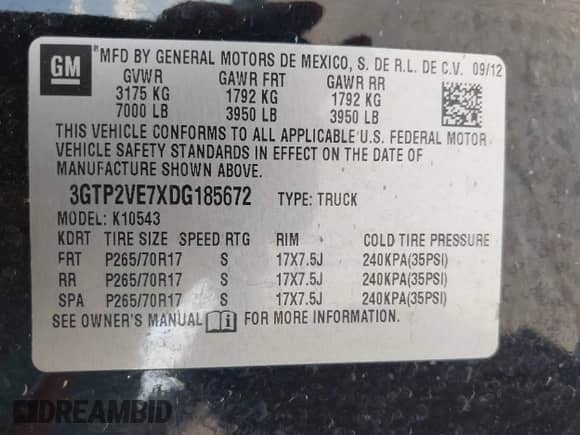 GM
*MFD BY GENERAL MOTORS DE MEXICO, S. DE R.L. DE C.V. 09/12
GVWR GAWR FRT GAWR RR
3175 KG 1792 KG 1792 KG
7000 LB 3950 LB 3950 LB
THIS VEHICLE CONFORMS TO ALL APPLICABLE U.S. FEDERAL MOTOR
VEHICLE SAFETY STANDARDS IN EFFECT ON THE DATE OF
MANUFACTURE SHOWN ABOVE.
3GTP2VE7XDG185672 TYPE: TRUCK
MODEL: K10543
KDRT TIRE SIZE SPEED RTG RIM COLD TIRE PRESSURE
FRT P265/70R17 S 17X7.5J 240KPA(35PSI)
RR P265/70R17 S 17X7.5J 240KPA(35PSI)
SPA P265/70R17 S 17X7.5J 240KPA(35PSI)
SEE OWNER'S MANUAL FOR ADDITIONAL INFORMATION.
DREAMBID